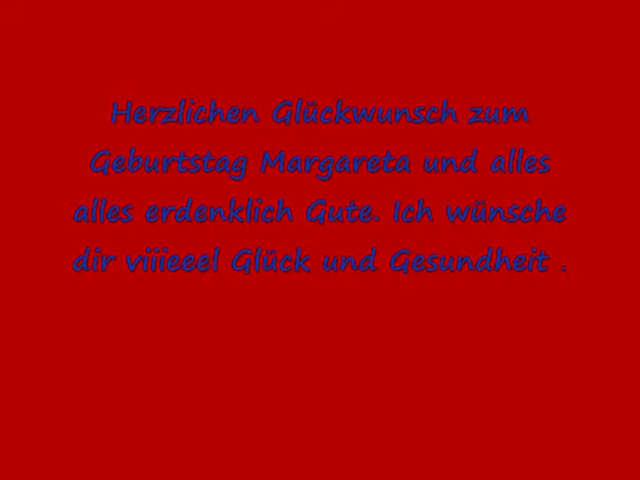 Herzlichen Glückwunsch zum
Geburtstag Margareta und alles
alles erdenklich Gute. Ich wünsche
dir viiieeel Glück und Gesundheit .